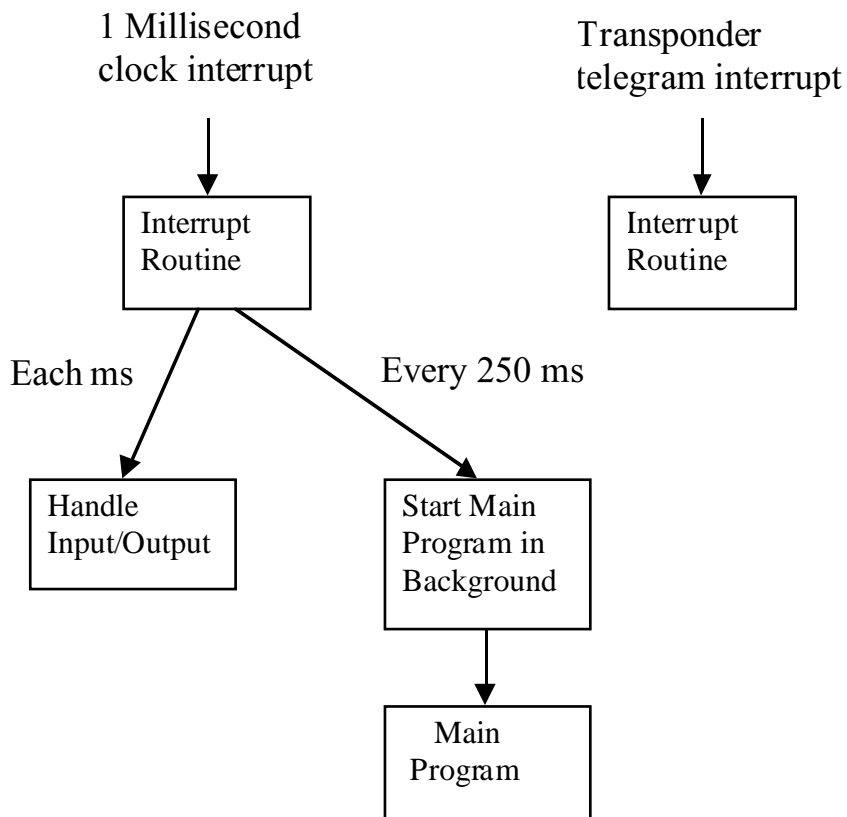 1 Millisecond
clock interrupt
Transponder
telegram interrupt
Interrupt
Routine
Interrupt
Routine
Each ms
Every 250 ms
Handle
Input/Output
Start Main
Program in
Background
Main
Program